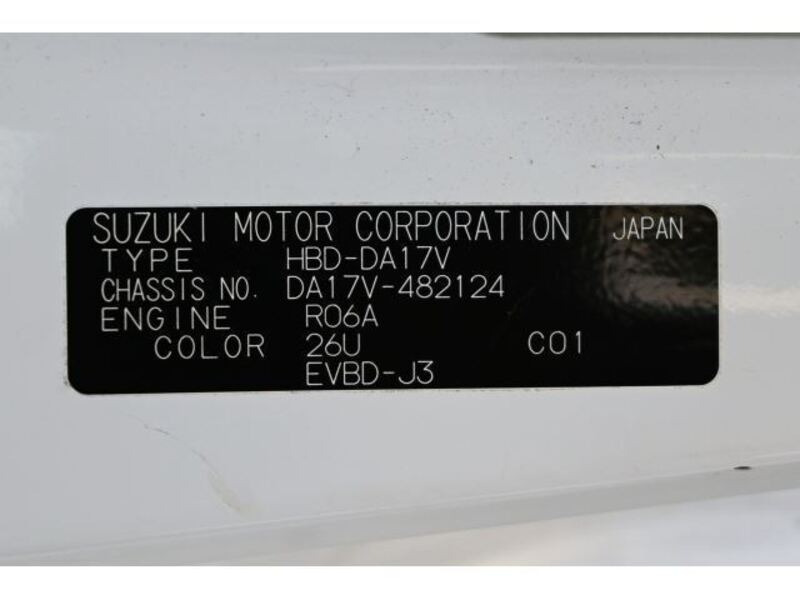 SUZUKI MOTOR CORPORATION JAPAN
TYPE HBD-DA17V
CHASSIS NO. DA17V-482124
ENGINE R06A
COLOR 26U C01
EVBD-J3